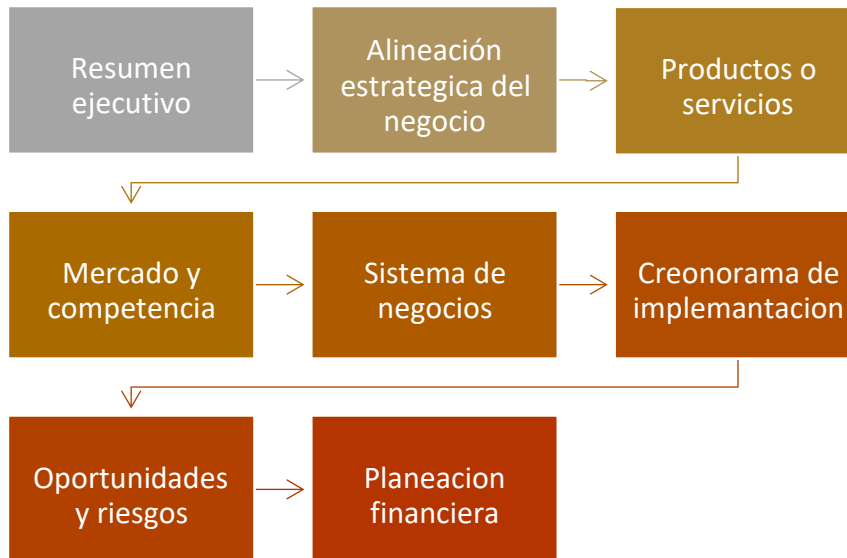 Resumen
ejecutivo
Alineación
estrategica del
negocio
Productos o
servicios
Mercado y
competencia
Sistema de
negocios
Creonorama de
implemantacion
Oportunidades
y riesgos
Planeacion
financiera